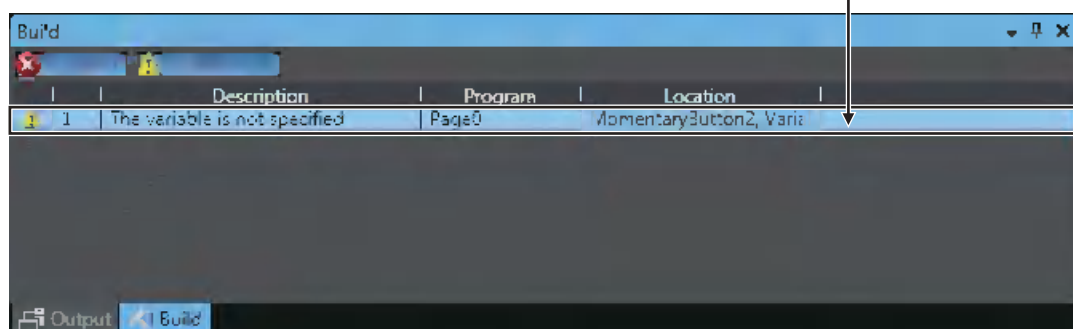 Build
Description Program Location
1 The variable is not specified Page0 MomentaryButton2, Varia
Output Build